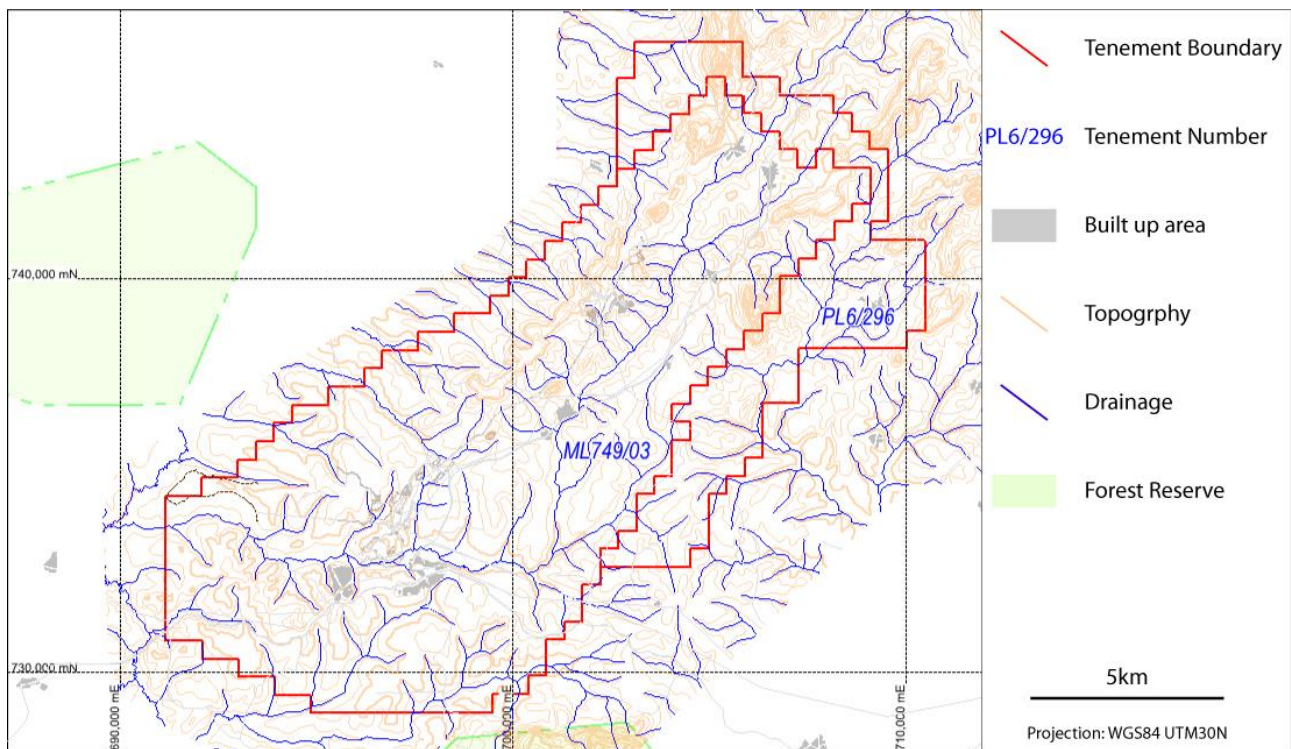 Tenement Boundary
PL6/296
Tenement Number
Built up area
Topogrphy
Drainage
Forest Reserve
5km
Projection: WGS84 UTM30N
740,000 mN
730,000 mN
690,000 mE
700,000 mE
710,000 mE
PL6/296
ML749/03